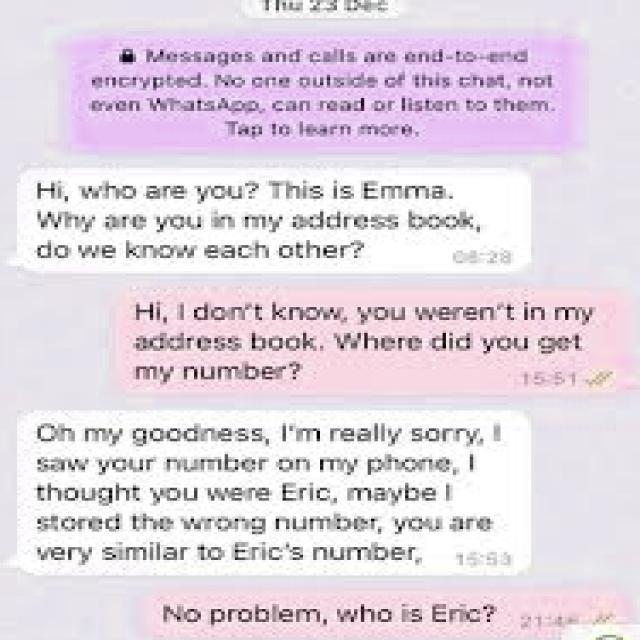 Thu 23 Dec
Messages and calls are end-to-end
encrypted. No one outside of this chat, not
even WhatsApp, can read or listen to them.
Tap to learn more.
Hi, who are you? This is Emma.
Why are you in my address book,
do we know each other?
08:28
Hi, I don't know, you weren't in my
address book. Where did you get
my number?
15:51
Oh my goodness, I'm really sorry, I
saw your number on my phone, I
thought you were Eric, maybe I
stored the wrong number, you are
very similar to Eric's number,
15:53
No problem, who is Eric?